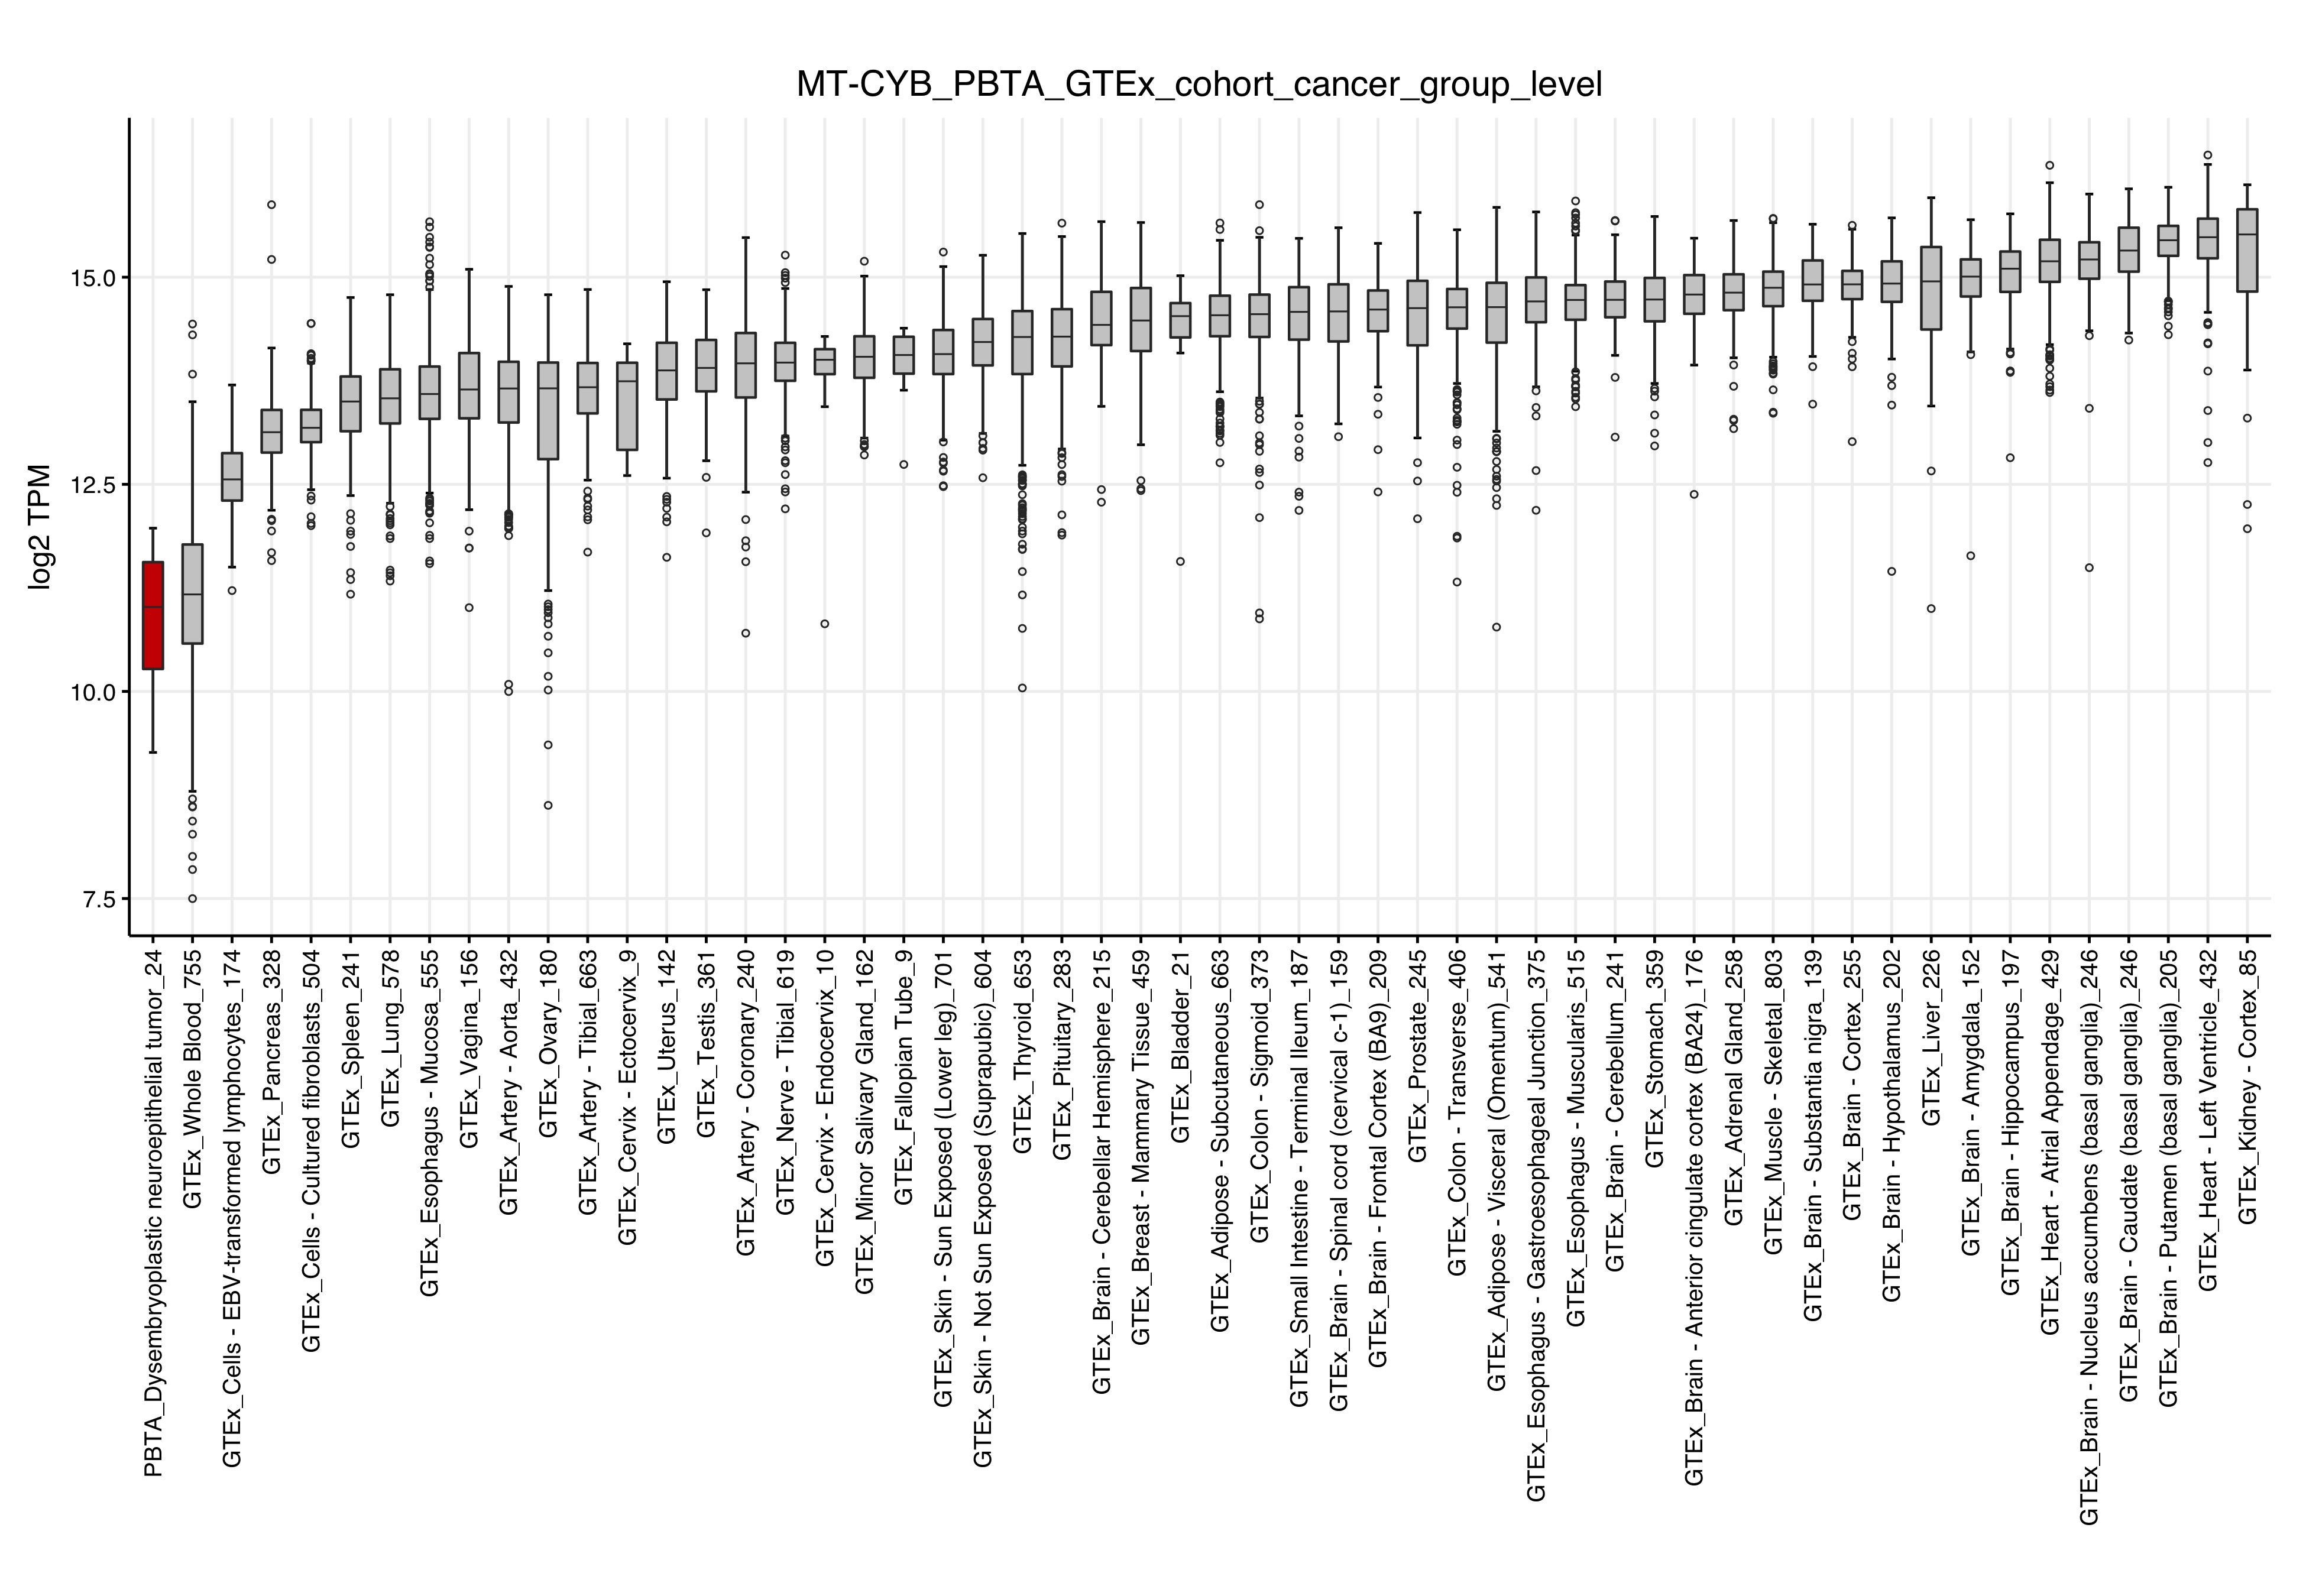 MT-CYB_PBTA_GTEx_cohort_cancer_group_level
log2 TPM
15.0
12.5
10.0
7.5
PBTA_Dysembryoplastic neuroepithelial tumor_24
GTEx_Whole Blood_755
GTEx_Cells - EBV-transformed lymphocytes_174
GTEx_Pancreas_328
GTEx_Cells - Cultured fibroblasts_504
GTEx_Spleen_241
GTEx_Lung_578
GTEx_Esophagus - Mucosa_555
GTEx_Vagina_156
GTEx_Artery - Aorta_432
GTEx_Ovary_180
GTEx_Artery - Tibial_663
GTEx_Cervix - Ectocervix_9
GTEx_Uterus_142
GTEx_Testis_361
GTEx_Artery - Coronary_240
GTEx_Nerve - Tibial_619
GTEx_Cervix - Endocervix_10
GTEx_Minor Salivary Gland_162
GTEx_Fallopian Tube_9
GTEx_Skin - Sun Exposed (Lower leg)_701
GTEx_Skin - Not Sun Exposed (Suprapubic)_604
GTEx_Thyroid_653
GTEx_Pituitary_283
GTEx_Brain - Cerebellar Hemisphere_215
GTEx_Breast - Mammary Tissue_459
GTEx_Bladder_21
GTEx_Adipose - Subcutaneous_663
GTEx_Colon - Sigmoid_373
GTEx_Small Intestine - Terminal Ileum_187
GTEx_Brain - Spinal cord (cervical c-1)_159
GTEx_Brain - Frontal Cortex (BA9)_209
GTEx_Prostate_245
GTEx_Colon - Transverse_406
GTEx_Adipose - Visceral (Omentum)_541
GTEx_Esophagus - Gastroesophageal Junction_375
GTEx_Esophagus - Muscularis_515
GTEx_Brain - Cerebellum_241
GTEx_Stomach_359
GTEx_Brain - Anterior cingulate cortex (BA24)_176
GTEx_Adrenal Gland_258
GTEx_Muscle - Skeletal_803
GTEx_Brain - Substantia nigra_139
GTEx_Brain - Cortex_255
GTEx_Brain - Hypothalamus_202
GTEx_Liver_226
GTEx_Brain - Amygdala_152
GTEx_Brain - Hippocampus_197
GTEx_Heart - Atrial Appendage_429
GTEx_Brain - Nucleus accumbens (basal ganglia)_246
GTEx_Brain - Caudate (basal ganglia)_246
GTEx_Brain - Putamen (basal ganglia)_205
GTEx_Heart - Left Ventricle_432
GTEx_Kidney - Cortex_85